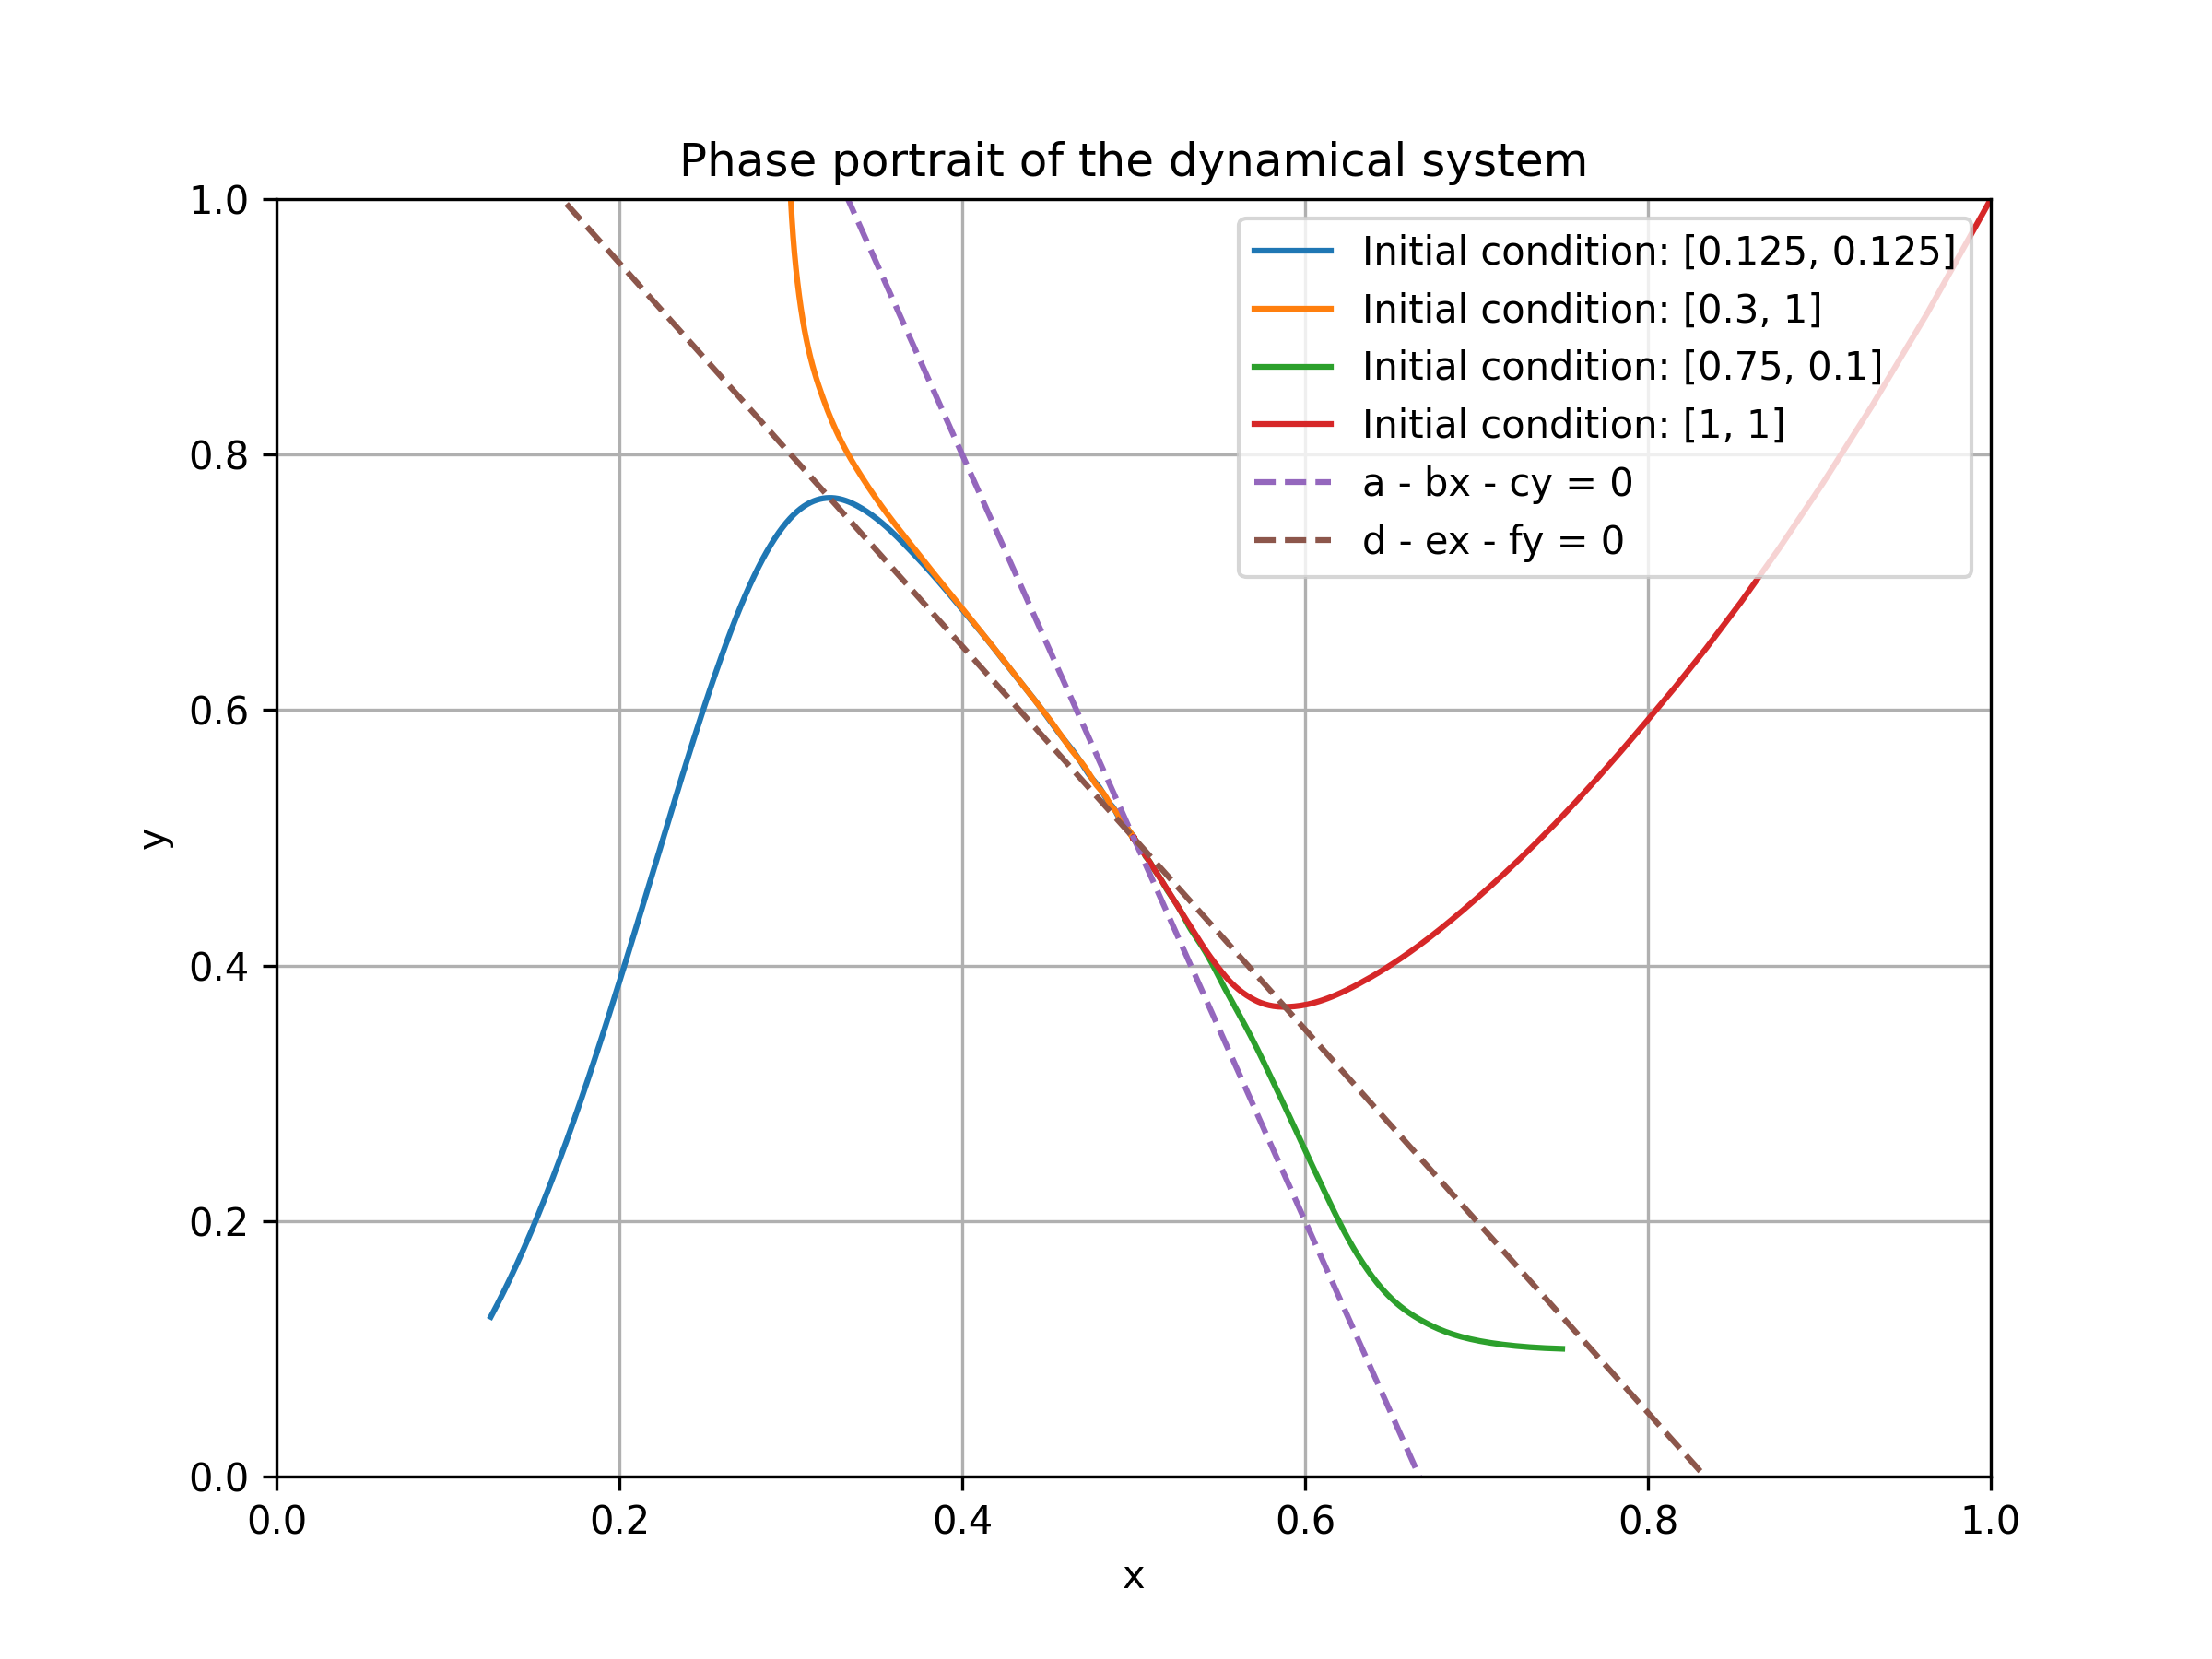 Phase portrait of the dynamical system
1.0
0.8
0.6
0.4
0.2
0.0
y
Initial condition: [0.125, 0.125]
Initial condition: [0.3, 1]
Initial condition: [0.75, 0.1]
Initial condition: [1, 1]
a - bx - cy = 0
d - ex - fy = 0
0.0 0.2 0.4 0.6 0.8 1.0
x